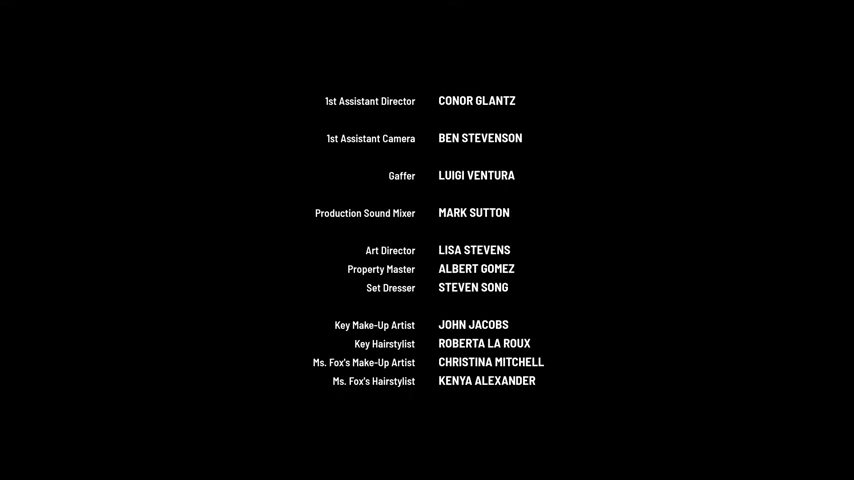 1st Assistant Director CONOR GLANTZ
1st Assistant Camera BEN STEVENSON
Gaffer LUIGI VENTURA
Production Sound Mixer MARK SUTTON
Art Director LISA STEVENS
Property Master ALBERT GOMEZ
Set Dresser STEVEN SONG
Key Make-Up Artist JOHN JACOBS
Key Hairstylist ROBERTA LA ROUX
Ms. Fox's Make-Up Artist CHRISTINA MITCHELL
Ms. Fox's Hairstylist KENYA ALEXANDER